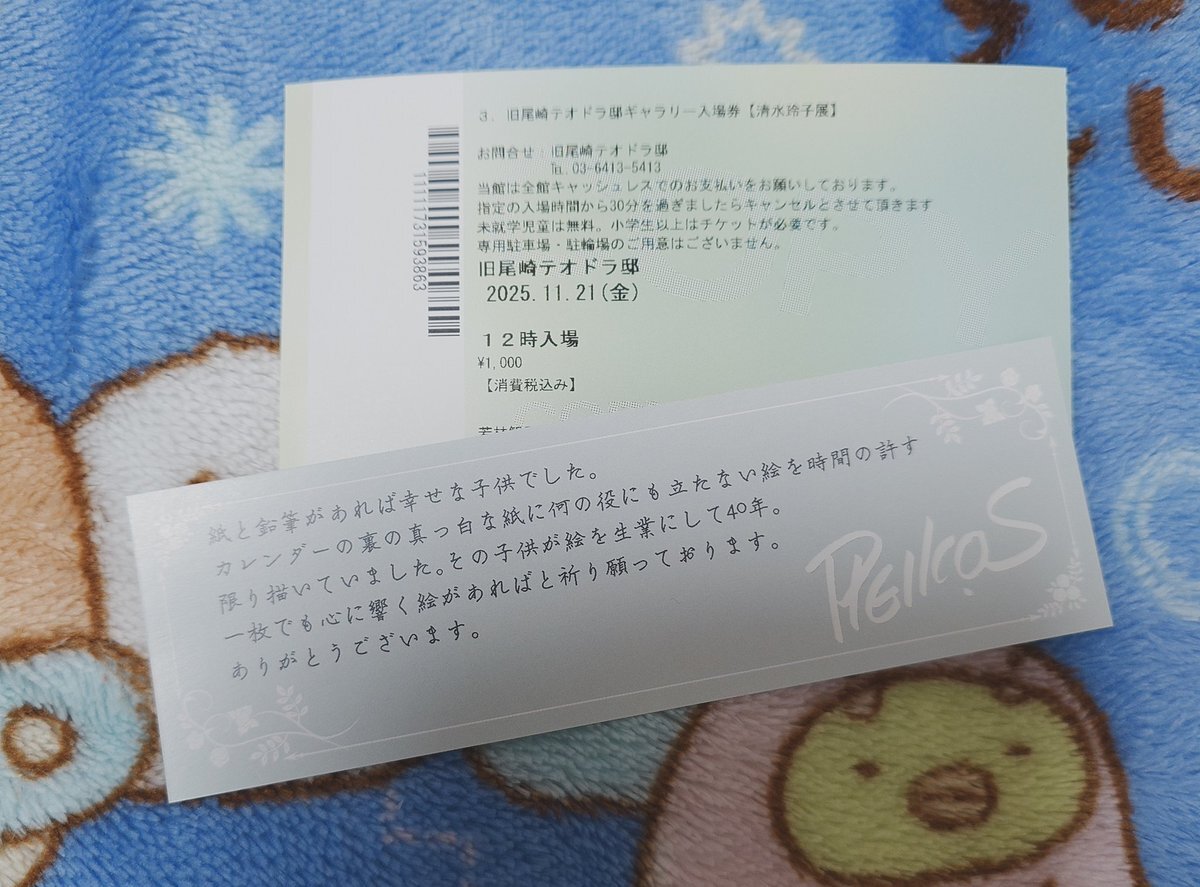 3．旧尾崎テオドラ邸ギャラリー入場券【清水玲子展】
お問合せ：旧尾崎テオドラ邸
TEL 03-6413-5413
当館は全館キャッシュレスでのお支払いをお願いしております。
指定の入場時間から30分を過ぎましたらキャンセルとさせて頂きます
未就学児童は無料。小学生以上はチケットが必要です。
専用駐車場・駐輪場のご用意はございません。
旧尾崎テオドラ邸
2025.11.21(金)
12時入場
¥1,000
【消費税込み】
1111173159386３
紙と鉛筆があれば幸せな子供でした。
カレンダーの裏の真っ白な紙に何の役にも立たない絵を時間の許す
限り描いていました。その子供が絵を生業にして40年。
一枚でも心に響く絵があればと祈り願っております。
ありがとうございます。
REIKO.S